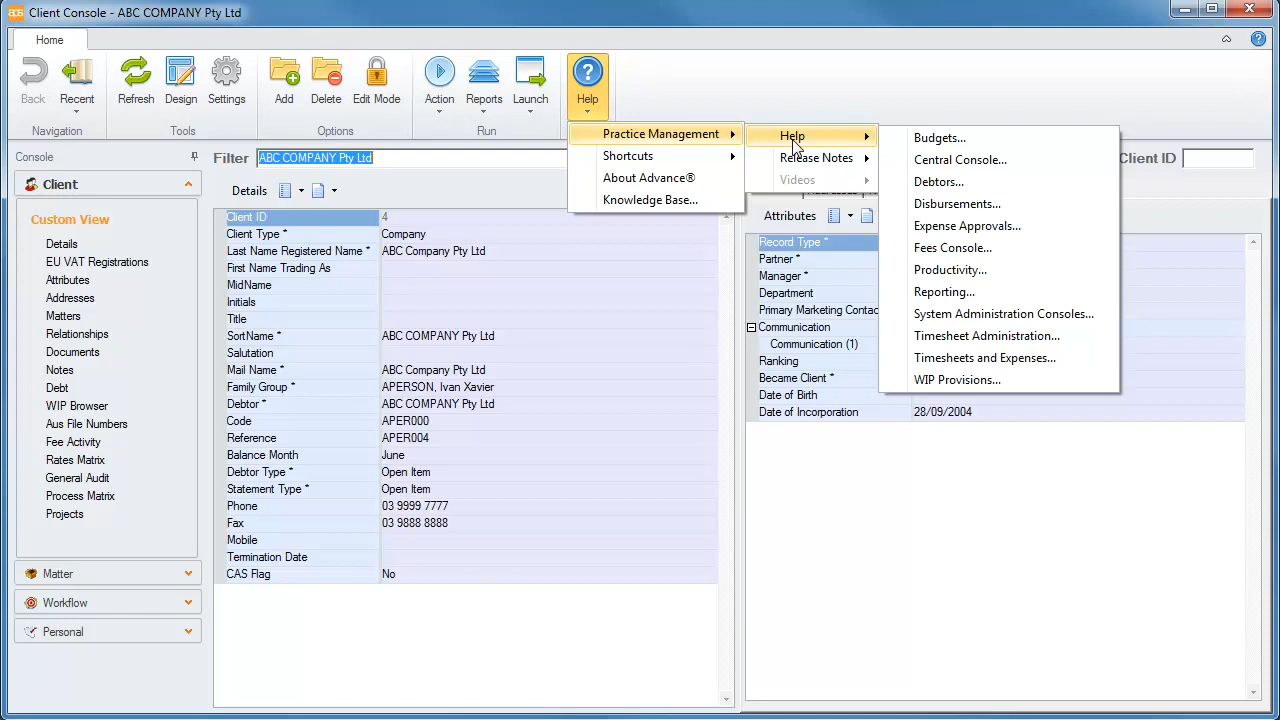 aps Client Console - ABC COMPANY Pty Ltd
Home
Back
Recent
Refresh
Design
Settings
Add
Delete
Edit Mode
Action
Reports
Launch
Help
Navigation
Tools
Options
Run
Practice Management
Shortcuts
About Advance®
Knowledge Base...
Help
Release Notes
Videos
Budgets...
Central Console...
Debtors...
Disbursements...
Expense Approvals...
Fees Console...
Productivity...
Reporting...
System Administration Consoles...
Timesheet Administration...
Timesheets and Expenses...
WIP Provisions...
Console
Filter ABC COMPANY Pty Ltd
Client ID
Client
Custom View
Details
EU VAT Registrations
Attributes
Addresses
Matters
Relationships
Documents
Notes
Debt
WIP Browser
Aus File Numbers
Fee Activity
Rates Matrix
General Audit
Process Matrix
Projects
Matter
Workflow
Personal
Details
Client ID 4
Client Type * Company
Last Name Registered Name * ABC Company Pty Ltd
First Name Trading As
MidName
Initials
Title
SortName * ABC COMPANY Pty Ltd
Salutation
Mail Name * ABC COMPANY Pty Ltd
Family Group * APERSON, Ivan Xavier
Debtor * ABC COMPANY Pty Ltd
Code APER000
Reference APER004
Balance Month June
Debtor Type * Open Item
Statement Type * Open Item
Phone 03 9999 7777
Fax 03 9888 8888
Mobile
Termination Date
CAS Flag No
Attributes
Record Type *
Partner *
Manager *
Department
Primary Marketing Contac
Communication
Communication (1)
Ranking
Became Client *
Date of Birth
Date of Incorporation 28/09/2004